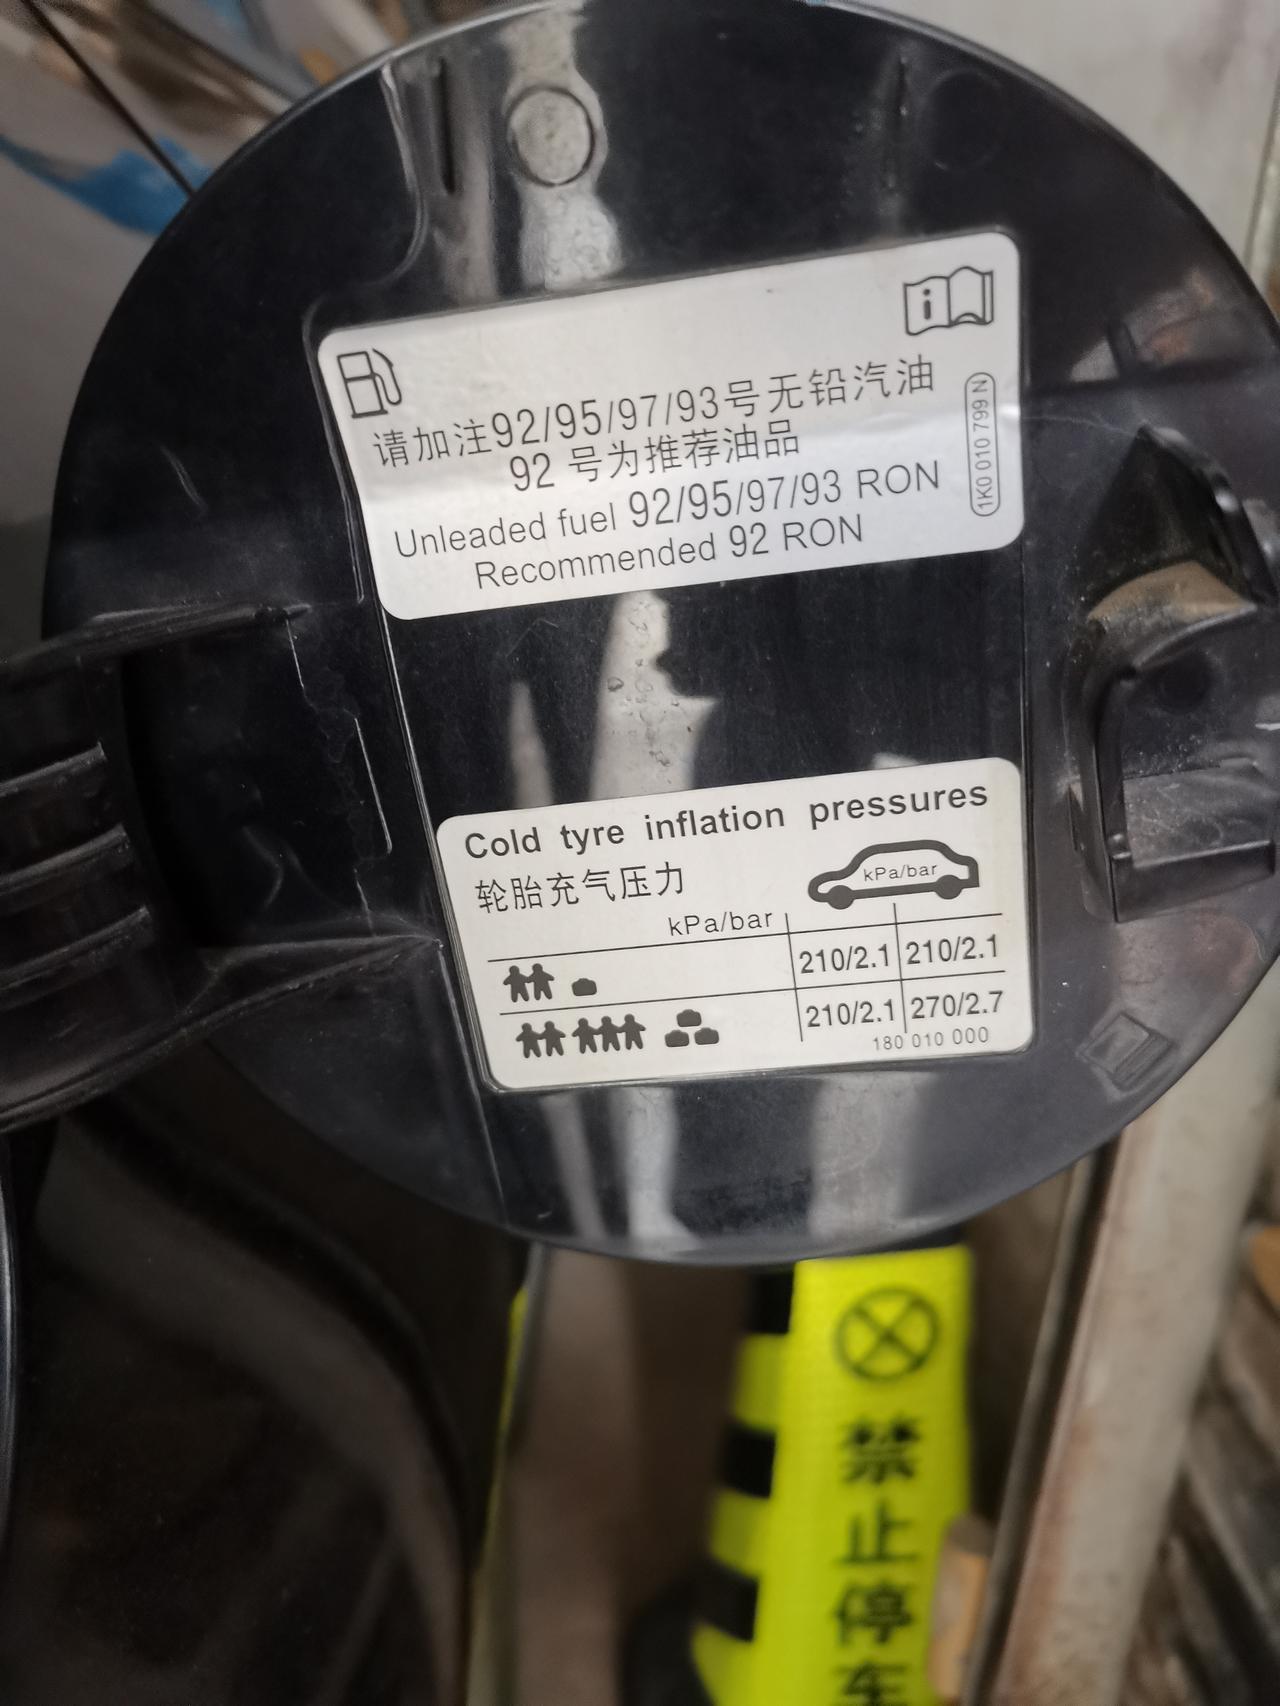 请加注92/95/97/93号无铅汽油
92 号为推荐油品
Unleaded fuel 92/95/97/93 RON
Recommended 92 RON
1K0 010 799 N
Cold tyre inflation pressures
轮胎充气压力
kPa/bar
kPa/bar
210/2.1 210/2.1
210/2.1 270/2.7
180 010 000
禁
止
停
车